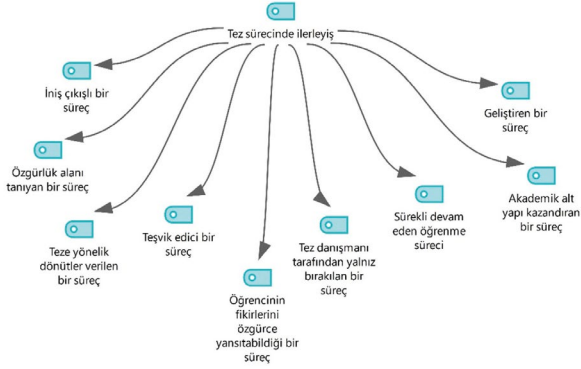 Tez sürecinde ilerleyiş
İniş çıkışlı bir
süreç
Özgürlük alanı
tanıyan bir süreç
Teze yönelik
dönütler verilen
bir süreç
Teşvik edici bir
süreç
Öğrencinin
fikirlerini
özgürce
yansıtabildiği bir
süreç
Tez danışmanı
tarafından yalnız
bırakılan bir
süreç
Sürekli devam
eden öğrenme
süreci
Akademik alt
yapı kazandıran
bir süreç
Geliştiren bir
süreç